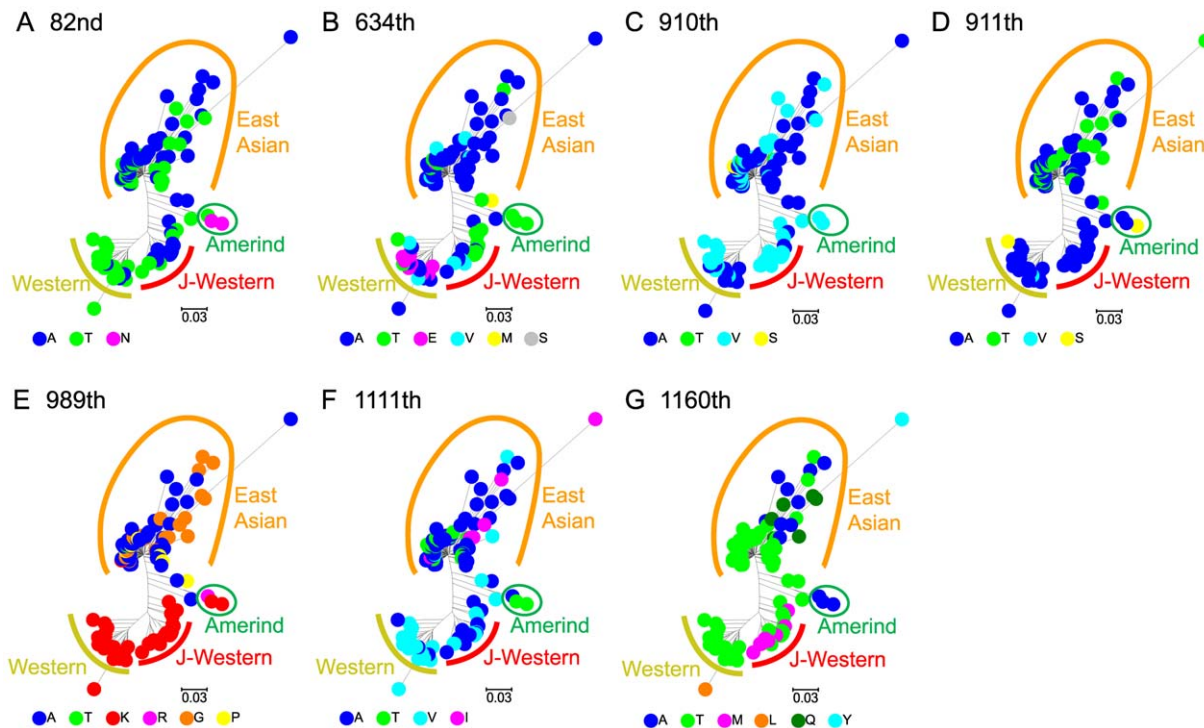 A 82nd
East
Asian
Amerind
Western
J-Western
0.03
A T N
B 634th
East
Asian
Amerind
Western
J-Western
0.03
A T E V M S
C 910th
East
Asian
Amerind
Western
J-Western
0.03
A T V S
D 911th
East
Asian
Amerind
Western
J-Western
0.03
A T V S
E 989th
East
Asian
Amerind
Western
J-Western
0.03
A T K R G P
F 1111th
East
Asian
Amerind
Western
J-Western
0.03
A T V I
G 1160th
East
Asian
Amerind
Western
J-Western
0.03
A T M L Q Y